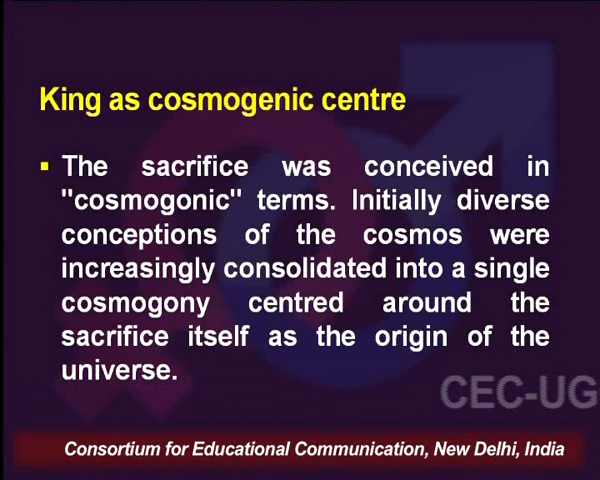 King as cosmogenic centre
▪ The sacrifice was conceived in
"cosmogonic" terms. Initially diverse
conceptions of the cosmos were
increasingly consolidated into a single
cosmogony centred around the
sacrifice itself as the origin of the
universe.
CEC-UG
Consortium for Educational Communication, New Delhi, India